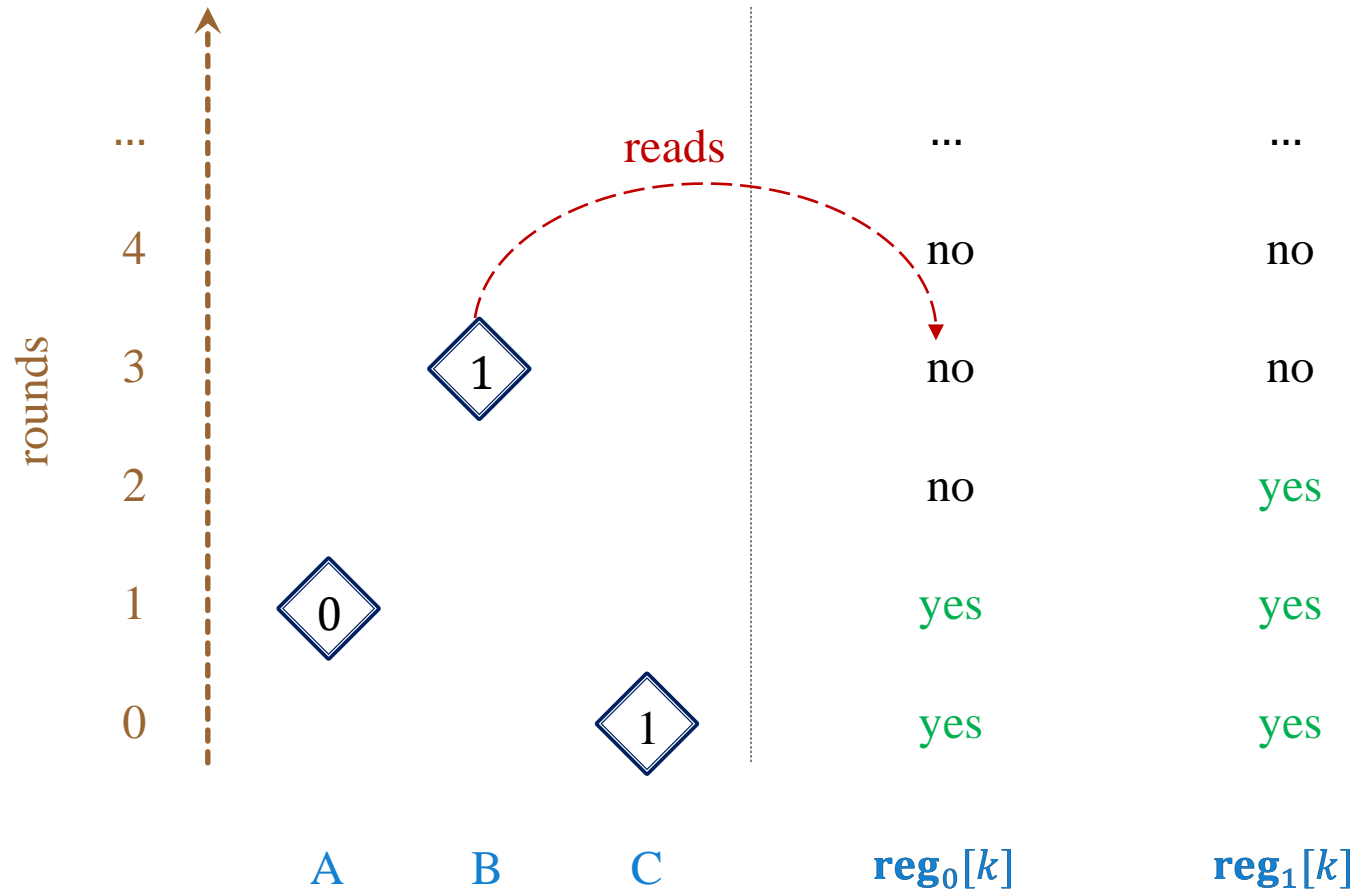 reads
... ... ...
4 no no
3 1 no no
2 no yes
1 0 yes yes
0 1 yes yes
rounds
A B C reg₀[k] reg₁[k]